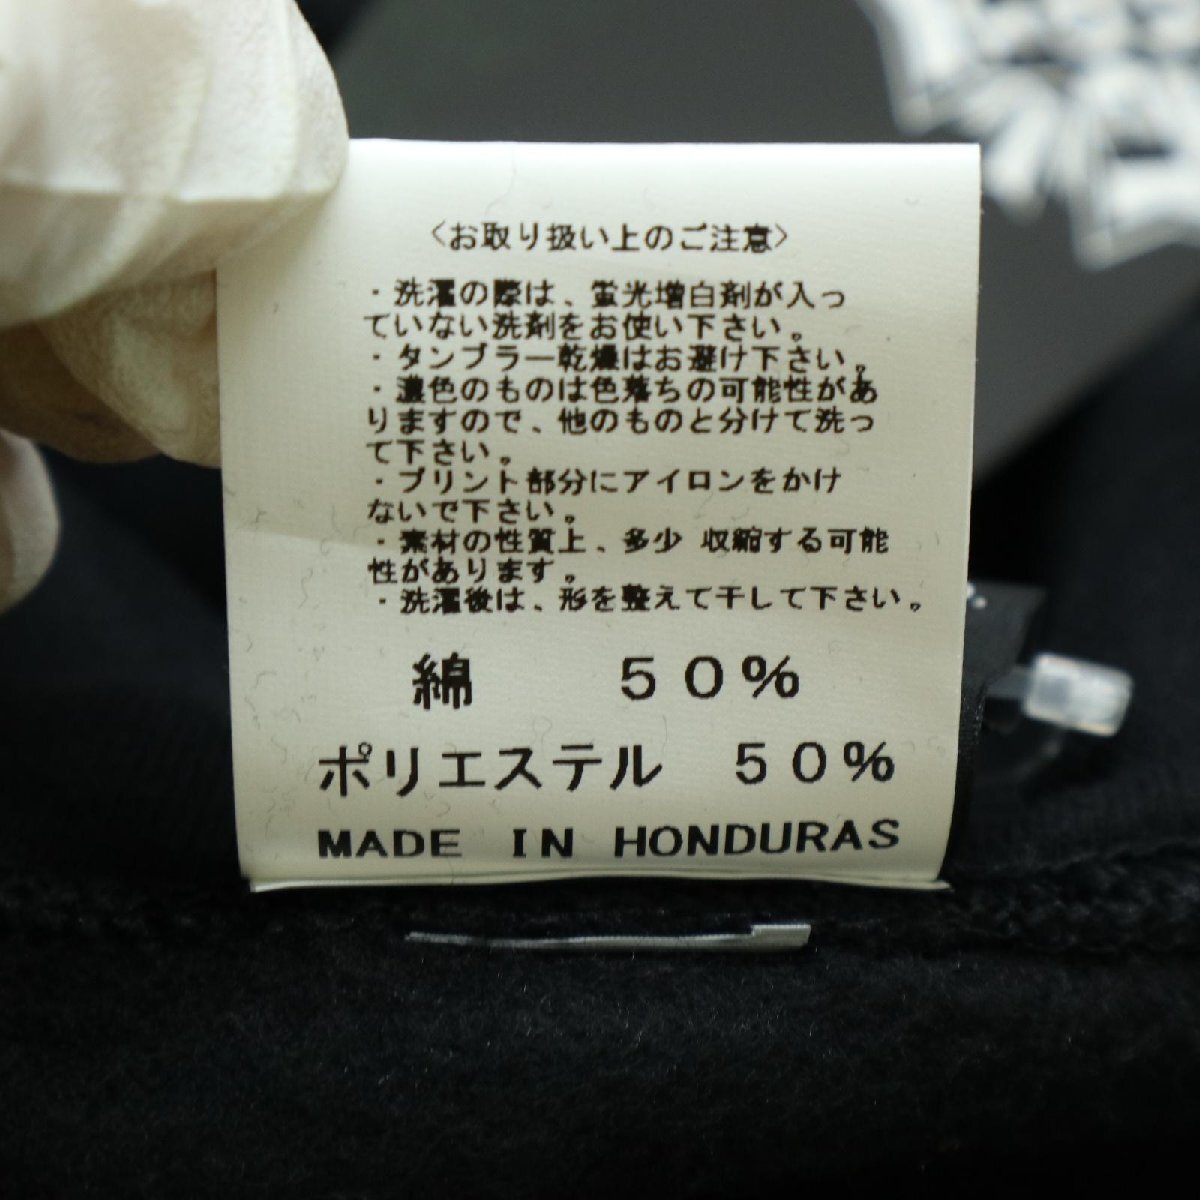 〈お取り扱い上のご注意〉
・洗濯の際は、蛍光増白剤が入っ
ていない洗剤をお使い下さい。
・タンブラー乾燥はお避け下さい。
・濃色のものは色落ちの可能性があ
りますので、他のものと分けて洗っ
て下さい。
・プリント部分にアイロンをかけ
ないで下さい。
・素材の性質上、多少 収縮する可能
性があります。
・洗濯後は、形を整えて干して下さい。
綿 50%
ポリエステル 50%
MADE IN HONDURAS